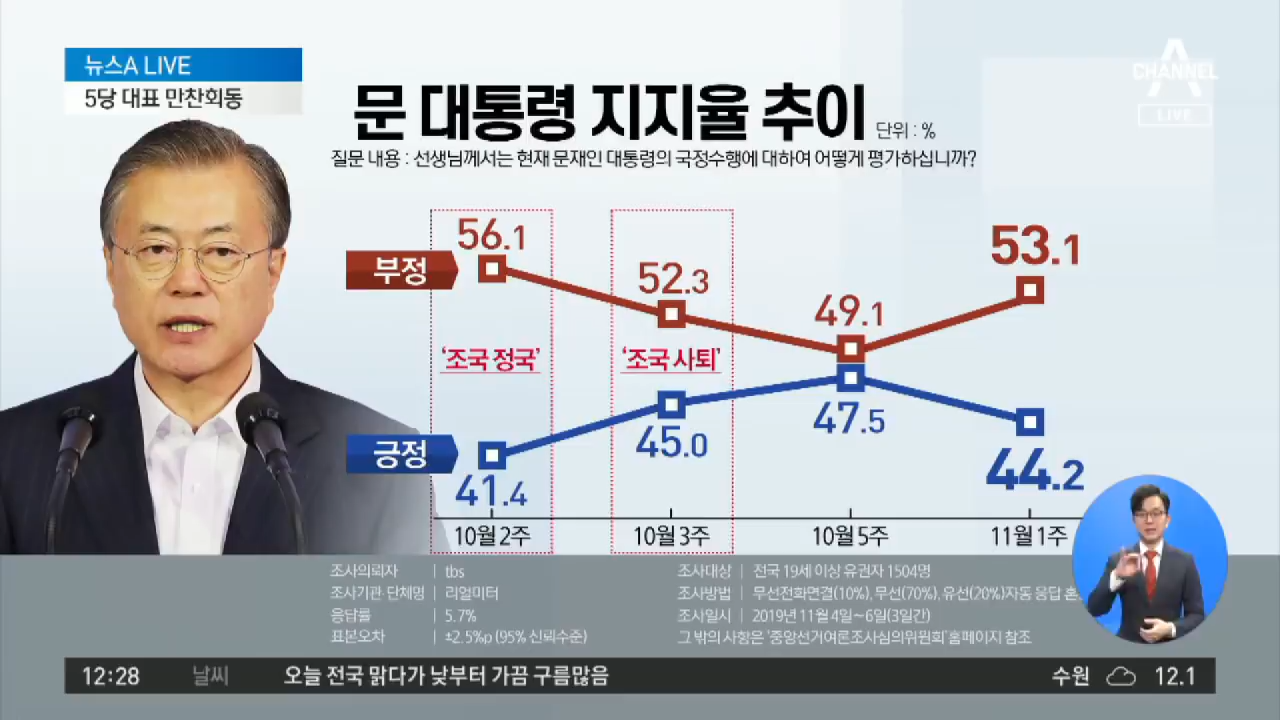 뉴스A LIVE
5당 대표 만찬회동
CHANNEL A
LIVE
문 대통령 지지율 추이 단위 : %
질문 내용 : 선생님께서는 현재 문재인 대통령의 국정수행에 대하여 어떻게 평가하십니까?
부정
56.1
52.3
49.1
53.1
'조국 정국'
'조국 사퇴'
긍정
41.4
45.0
47.5
44.2
10월 2주
10월 3주
10월 5주
11월 1주
조사의뢰자 | tbs
조사기관·단체명 | 리얼미터
응답률 | 5.7%
표본오차 | ±2.5%p (95% 신뢰수준)
조사대상 | 전국 19세 이상 유권자 1504명
조사방법 | 무선전화면접(10%), 무선(70%), 유선(20%)자동 응답
조사일시 | 2019년 11월 4일~6일(3일간)
그 밖의 사항은 '중앙선거여론조사심의위원회'홈페이지 참조
12:28 날씨 오늘 전국 맑다가 낮부터 가끔 구름많음 수원 12.1